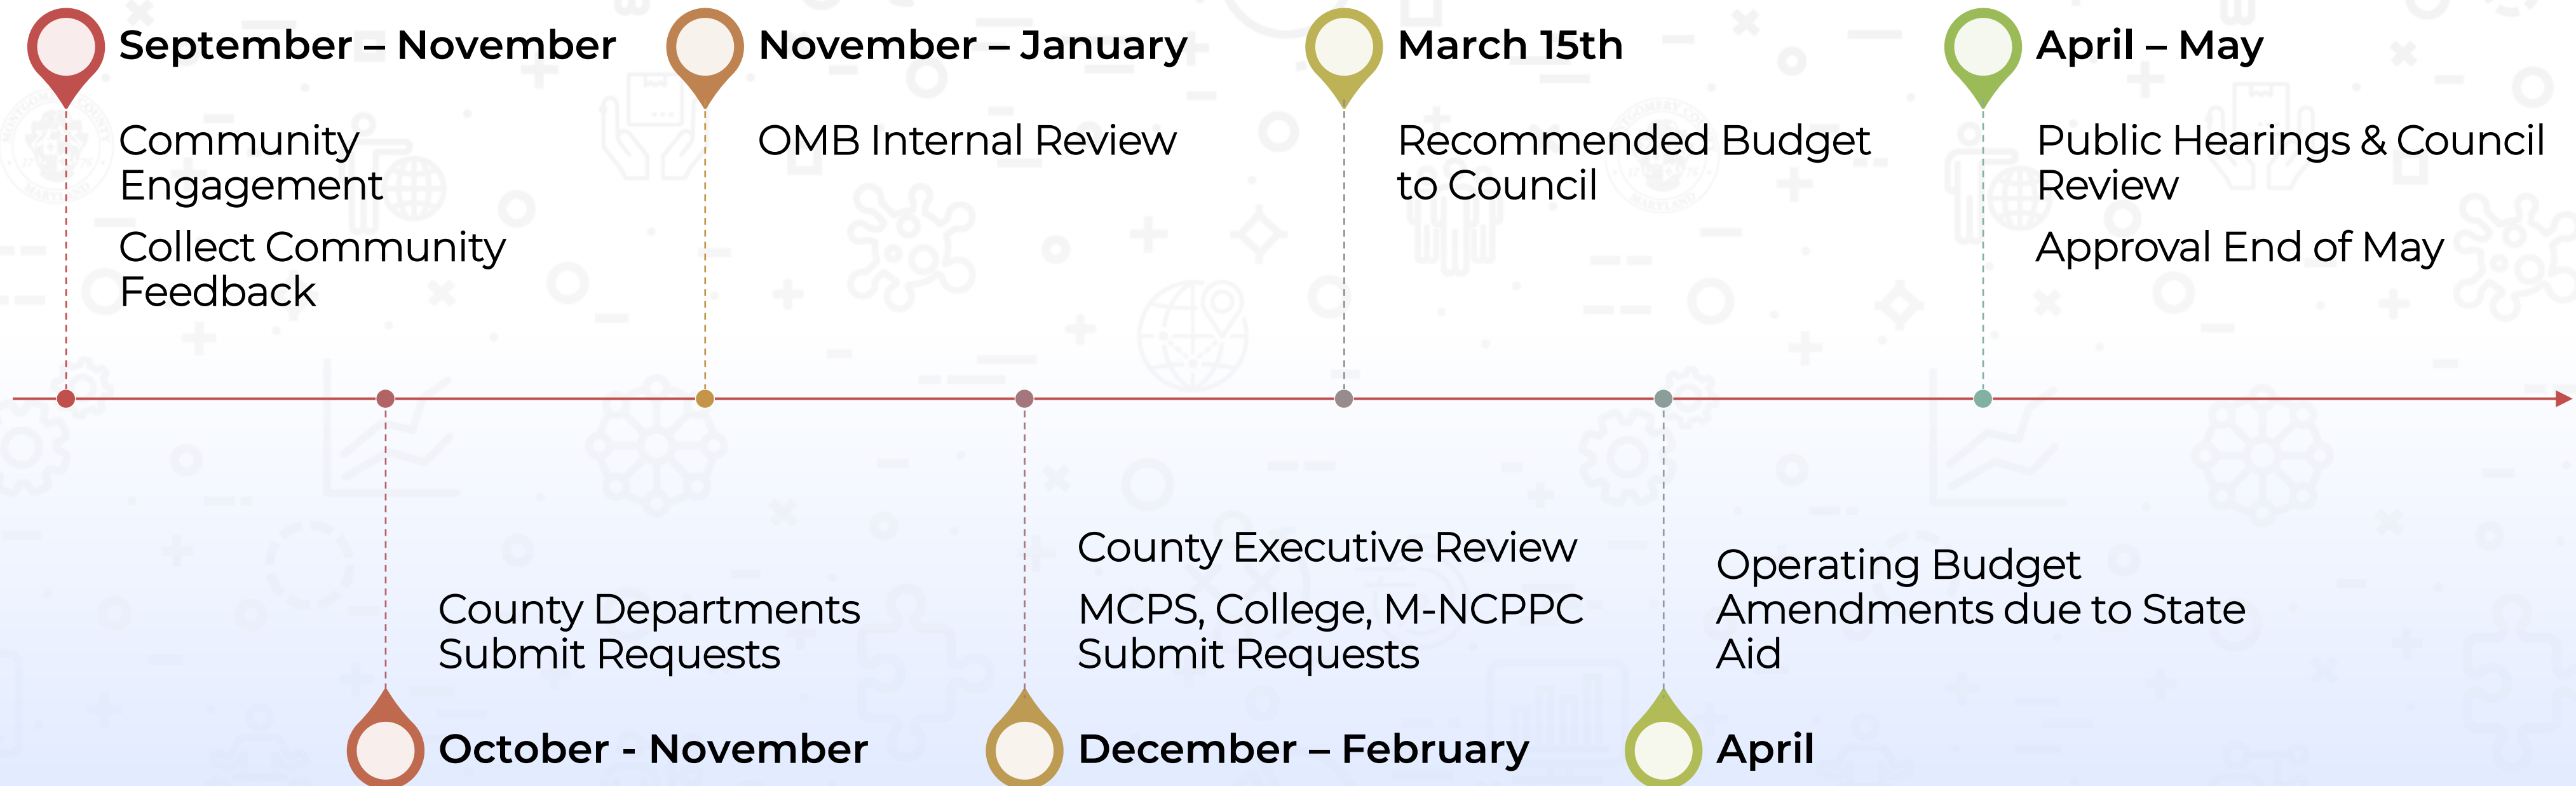 September – November
Community
Engagement
Collect Community
Feedback
October - November
County Departments
Submit Requests
November – January
OMB Internal Review
December – February
County Executive Review
MCPS, College, M-NCPPC
Submit Requests
March 15th
Recommended Budget
to Council
April
Operating Budget
Amendments due to State
Aid
April – May
Public Hearings & Council
Review
Approval End of May